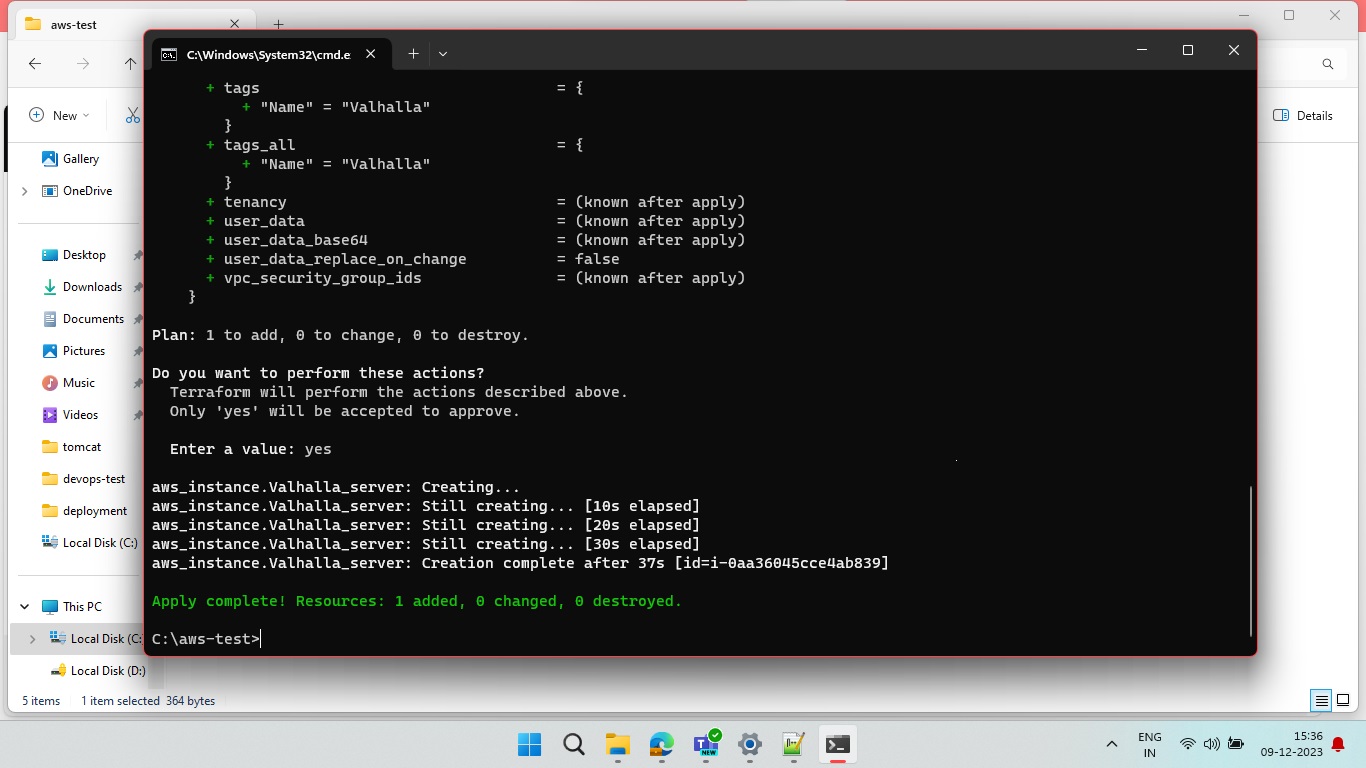 aws-test
C:\Windows\System32\cmd.e
New
Details
Gallery
OneDrive
Desktop
Downloads
Documents
Pictures
Music
Videos
tomcat
devops-test
deployment
Local Disk (C:)
This PC
Local Disk (C:
Local Disk (D:)
+ tags = {
+ "Name" = "Valhalla"
}
+ tags_all = {
+ "Name" = "Valhalla"
}
+ tenancy = (known after apply)
+ user_data = (known after apply)
+ user_data_base64 = (known after apply)
+ user_data_replace_on_change = false
+ vpc_security_group_ids = (known after apply)
}
Plan: 1 to add, 0 to change, 0 to destroy.
Do you want to perform these actions?
Terraform will perform the actions described above.
Only 'yes' will be accepted to approve.
Enter a value: yes
aws_instance.Valhalla_server: Creating...
aws_instance.Valhalla_server: Still creating... [10s elapsed]
aws_instance.Valhalla_server: Still creating... [20s elapsed]
aws_instance.Valhalla_server: Still creating... [30s elapsed]
aws_instance.Valhalla_server: Creation complete after 37s [id=i-0aa36045cce4ab839]
Apply complete! Resources: 1 added, 0 changed, 0 destroyed.
C:\aws-test>
5 items 1 item selected 364 bytes
NEW
ENG
IN
15:36
09-12-2023